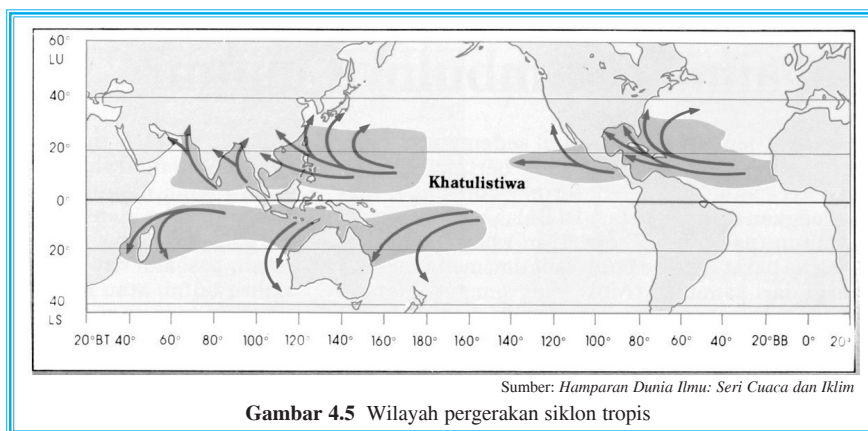 60°
LU
40°
20°
0°
20°
40
LS
Khatulistiwa
20°BT 40° 60° 80° 100° 120° 140° 160° 180° 160° 140° 120° 100° 80° 60° 40° 20°BB 0° 20°
Sumber: Hamparan Dunia Ilmu: Seri Cuaca dan Iklim
Gambar 4.5 Wilayah pergerakan siklon tropis